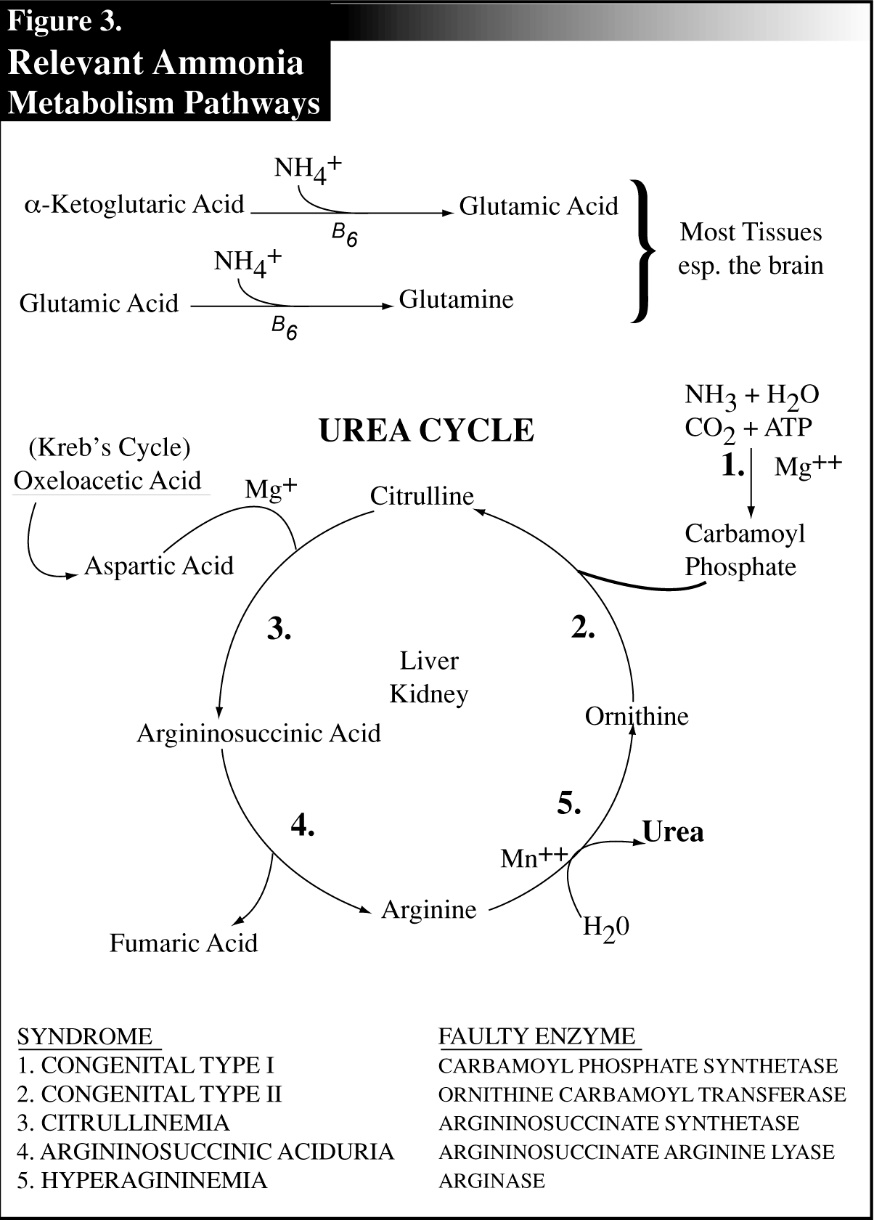 Figure 3.
Relevant Ammonia
Metabolism Pathways
NH4+
α-Ketoglutaric Acid
Glutamic Acid
B6
NH4+
Glutamic Acid
Glutamine
B6
Most Tissues
esp. the brain
UREA CYCLE
NH3 + H2O
CO2 + ATP
1. Mg++
Carbamoyl
Phosphate
(Kreb's Cycle)
Oxeloacetic Acid
Mg+
Aspartic Acid
Citrulline
3.
2.
Liver
Kidney
Ornithine
Argininosuccinic Acid
4.
5.
Urea
Mn++
Arginine
H20
Fumaric Acid
SYNDROME
1. CONGENITAL TYPE I
2. CONGENITAL TYPE II
3. CITRULLINEMIA
4. ARGININOSUCCINIC ACIDURIA
5. HYPERAGININEMIA
FAULTY ENZYME
CARBAMOYL PHOSPHATE SYNTHETASE
ORNITHINE CARBAMOYL TRANSFERASE
ARGININOSUCCINATE SYNTHETASE
ARGININOSUCCINATE ARGININE LYASE
ARGINASE